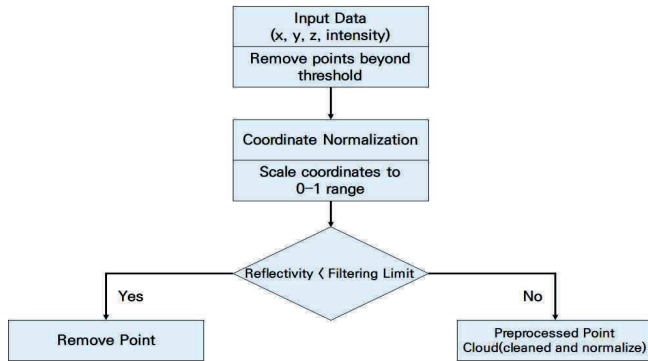 Input Data
(x, y, z, intensity)
Remove points beyond
threshold
Coordinate Normalization
Scale coordinates to
0-1 range
Reflectivity < Filtering Limit
Yes
No
Remove Point
Preprocessed Point
Cloud(cleaned and normalize)